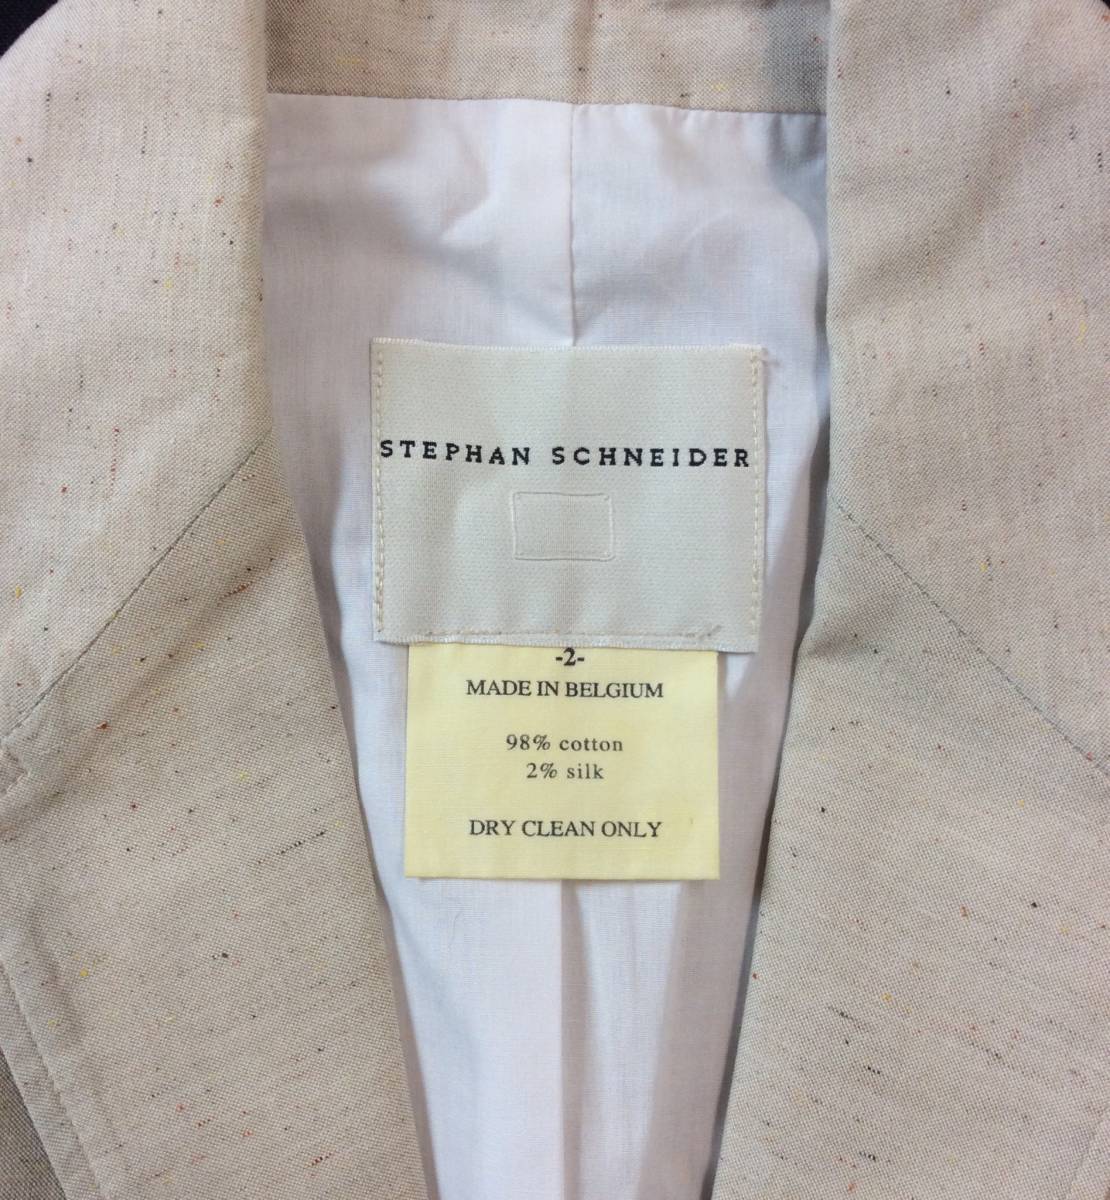 STEPHAN SCHNEIDER
-2-
MADE IN BELGIUM
98% cotton
2% silk
DRY CLEAN ONLY